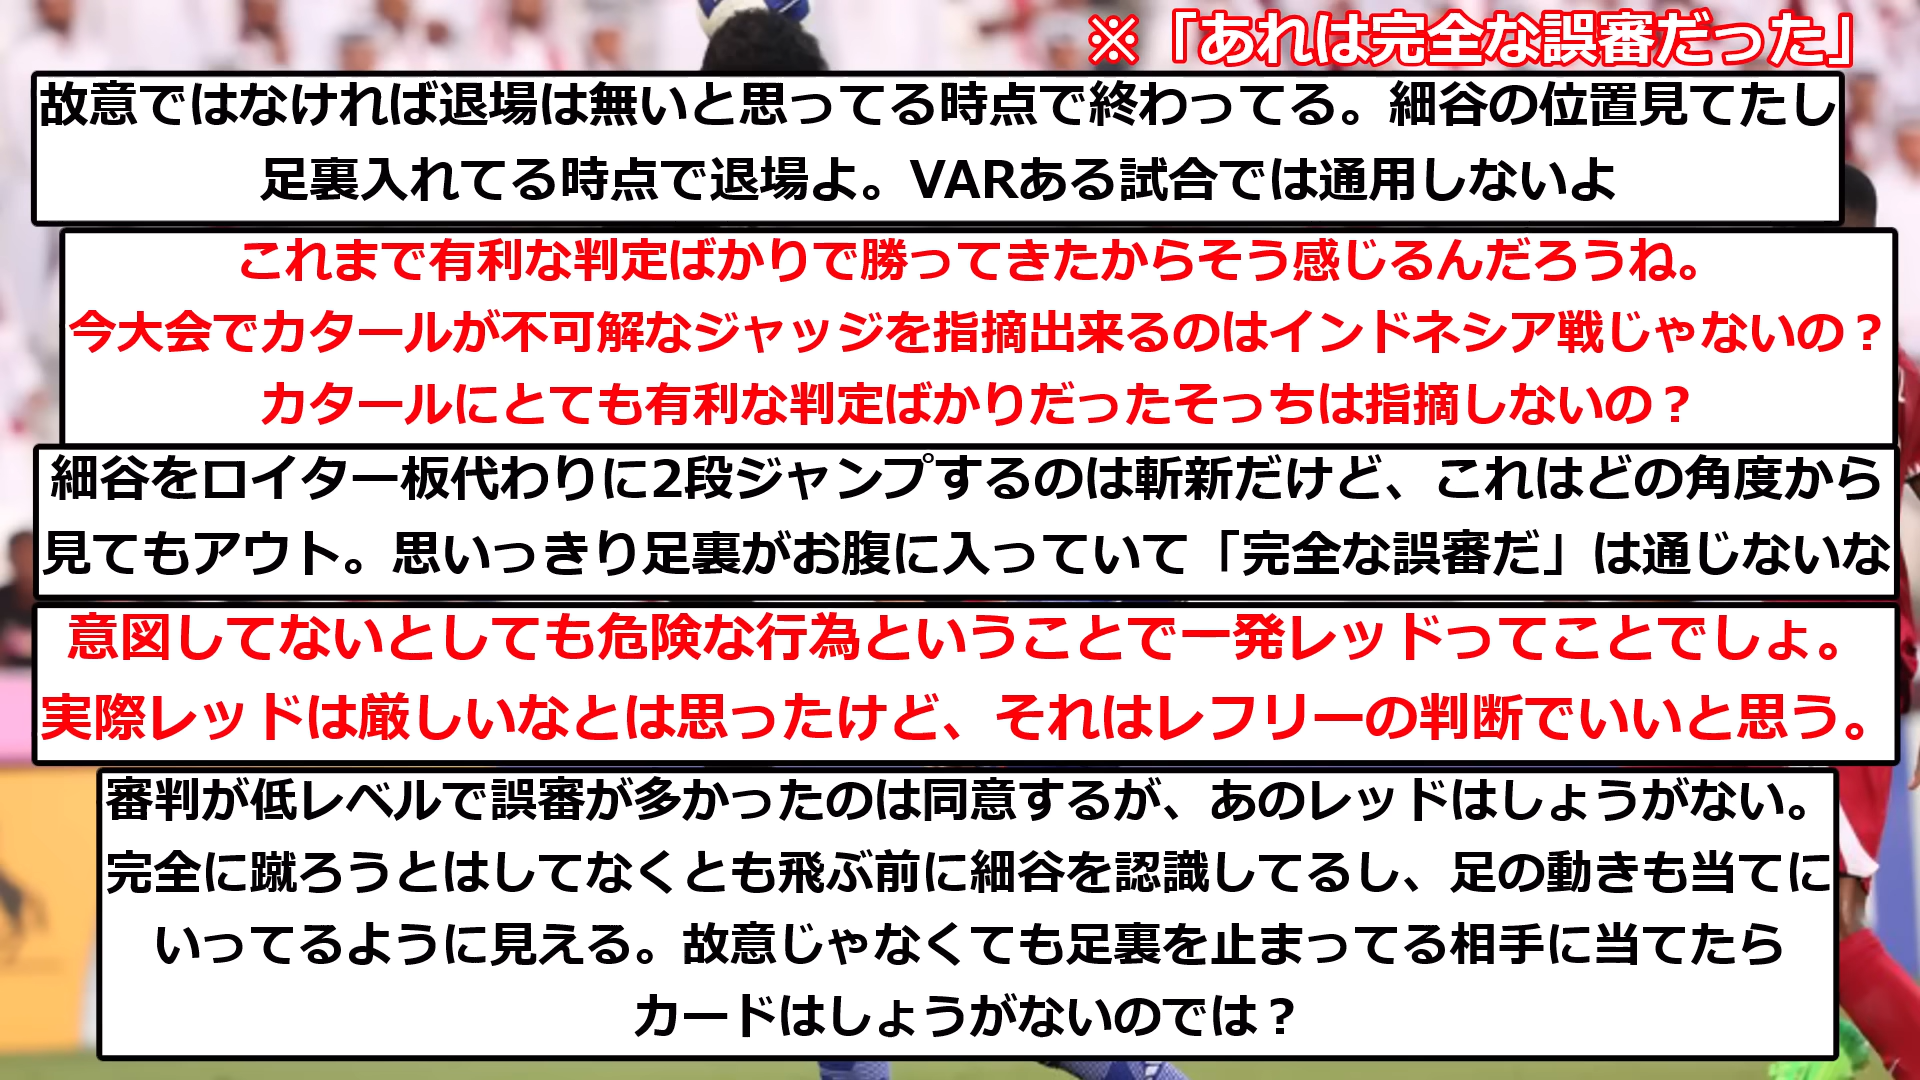 ※「あれは完全な誤審だった」
故意ではなければ退場は無いと思ってる時点で終わってる。細谷の位置見てたし
足裏入れてる時点で退場よ。VARある試合では通用しないよ
これまで有利な判定ばかりで勝ってきたからそう感じるんだろうね。
今大会でカタールが不可解なジャッジを指摘出来るのはインドネシア戦じゃないの？
カタールにとても有利な判定ばかりだったそっちは指摘しないの？
細谷をロイター板代わりに2段ジャンプするのは斬新だけど、これはどの角度から
見てもアウト。思いっきり足裏がお腹に入っていて「完全な誤審だ」は通じないな
意図してないとしても危険な行為ということで一発レッドってことでしょ。
実際レッドは厳しいなとは思ったけど、それはレフリーの判断でいいと思う。
審判が低レベルで誤審が多かったのは同意するが、あのレッドはしょうがない。
完全に蹴ろうとはしてなくとも飛ぶ前に細谷を認識してるし、足の動きも当てに
いってるように見える。故意じゃなくても足裏を止まってる相手に当てたら
カードはしょうがないのでは？